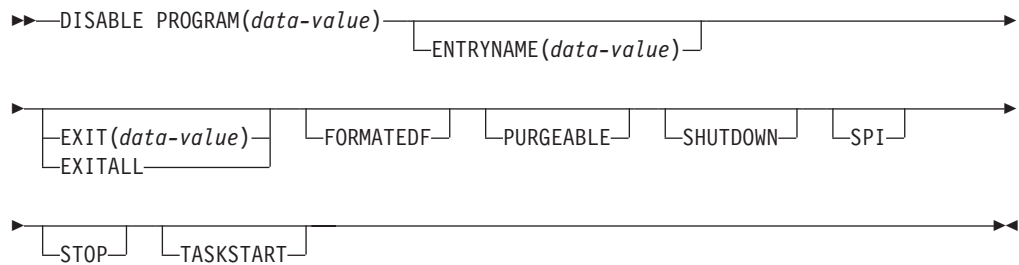 DISABLE PROGRAM(data-value)
ENTRYNAME(data-value)
EXIT(data-value)
EXITALL
FORMATEDF
PURGEABLE
SHUTDOWN
SPI
STOP
TASKSTART